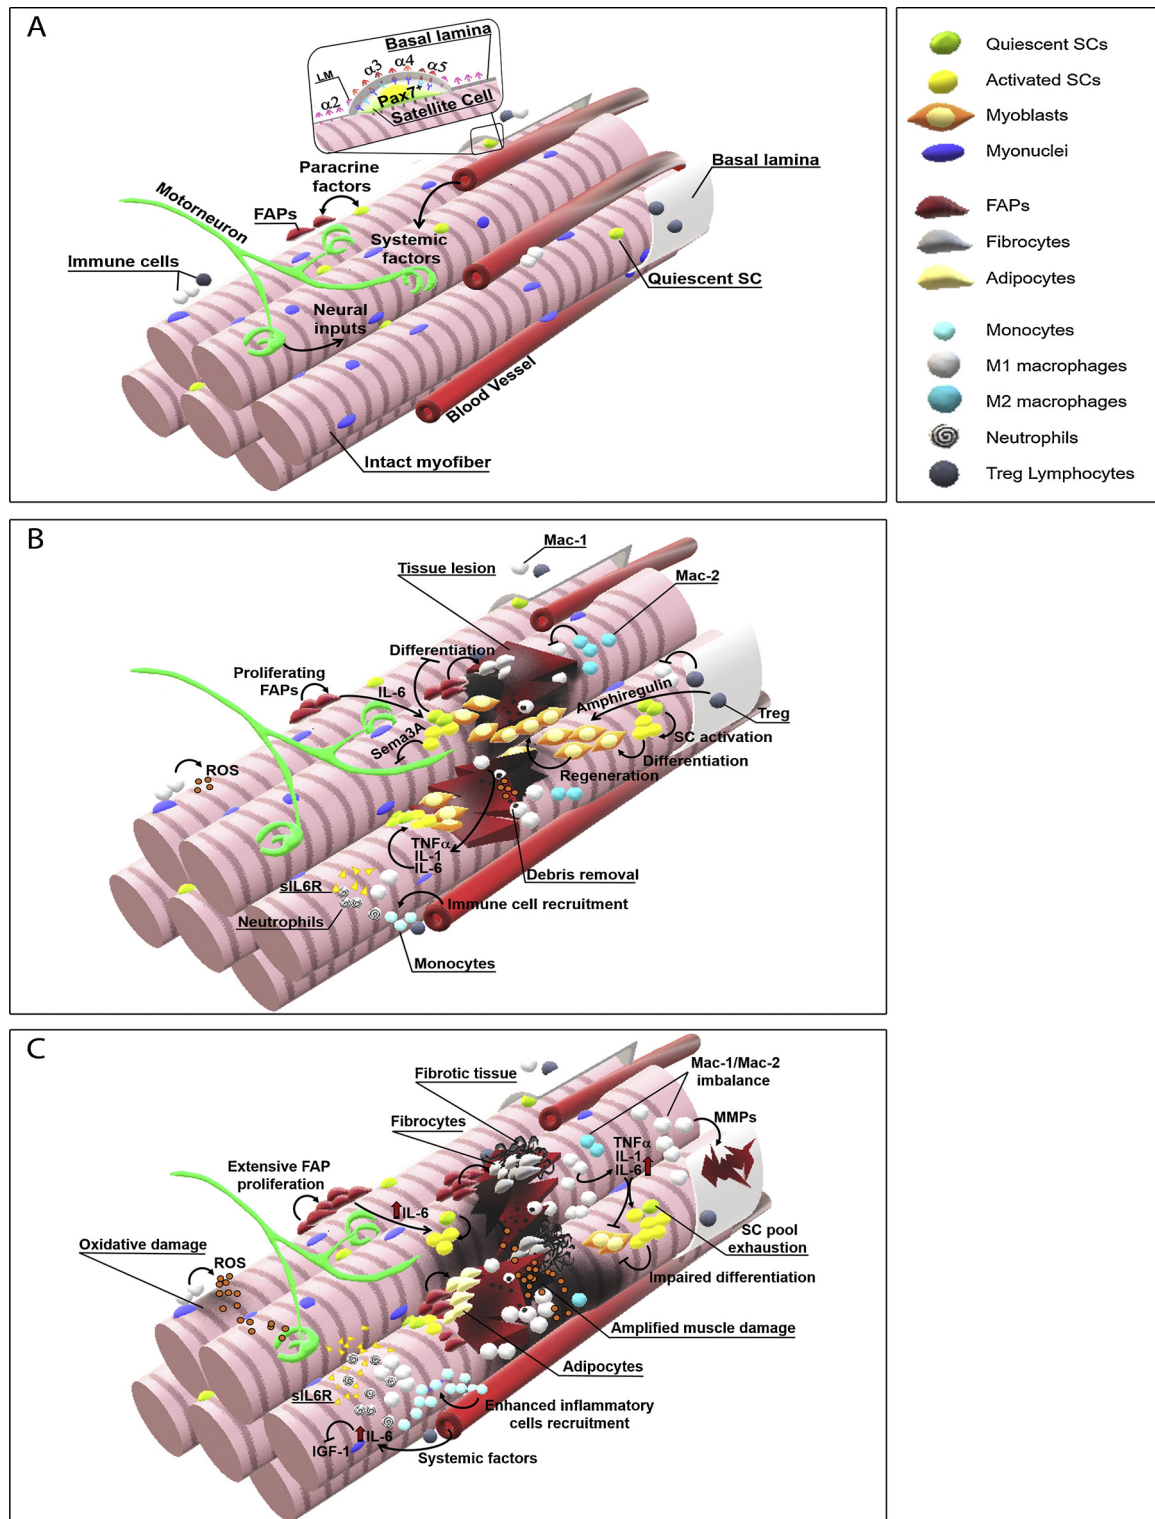 A
Basal lamina
LM
α2
α3
α4
α5
Pax7+
Satellite Cell
Motorneuron
Paracrine
factors
FAPs
Basal lamina
Systemic
factors
Immune cells
Quiescent SC
Neural
inputs
Blood Vessel
Intact myofiber
Quiescent SCs
Activated SCs
Myoblasts
Myonuclei
FAPs
Fibrocytes
Adipocytes
Monocytes
M1 macrophages
M2 macrophages
Neutrophils
Treg Lymphocytes
B
Mac-1
Tissue lesion
Mac-2
Differentiation
Proliferating
FAPs
IL-6
Amphiregulin
Treg
Sema3A
SC activation
ROS
Differentiation
Regeneration
TNFα
IL-1
IL-6
Debris removal
sIL6R
Immune cell recruitment
Neutrophils
Monocytes
C
Fibrotic tissue
Mac-1/Mac-2
imbalance
Fibrocytes
MMPs
TNFα
IL-1
IL-6
Extensive FAP
proliferation
IL-6
SC pool
exhaustion
Oxidative damage
ROS
Impaired differentiation
Amplified muscle damage
Adipocytes
sIL6R
Enhanced inflammatory
cells recruitment
IL-6
IGF-1
Systemic factors